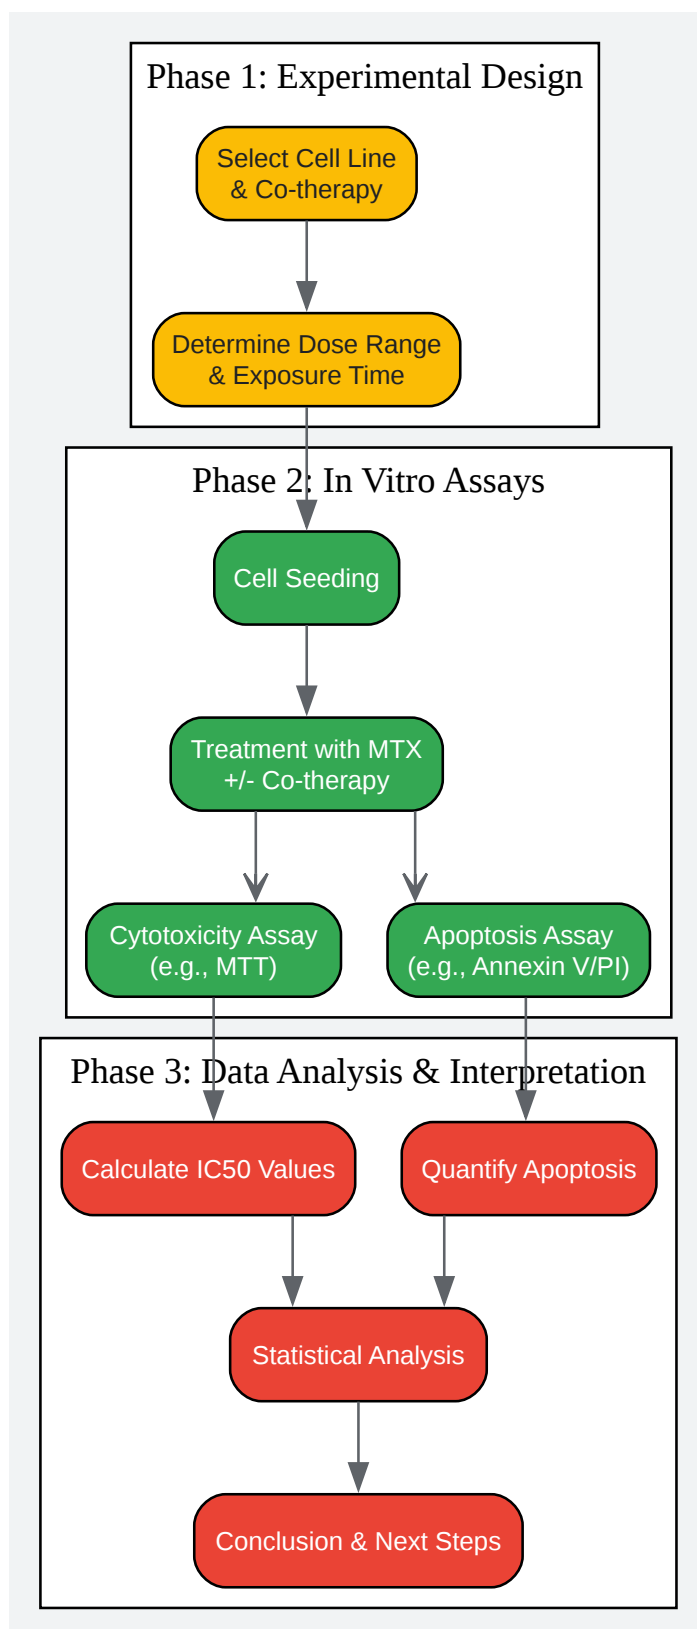 Phase 1: Experimental Design
Select Cell Line
& Co-therapy
Determine Dose Range
& Exposure Time
Phase 2: In Vitro Assays
Cell Seeding
Treatment with MTX
+/- Co-therapy
Cytotoxicity Assay
(e.g., MTT)
Apoptosis Assay
(e.g., Annexin V/PI)
Phase 3: Data Analysis & Interpretation
Calculate IC50 Values
Quantify Apoptosis
Statistical Analysis
Conclusion & Next Steps